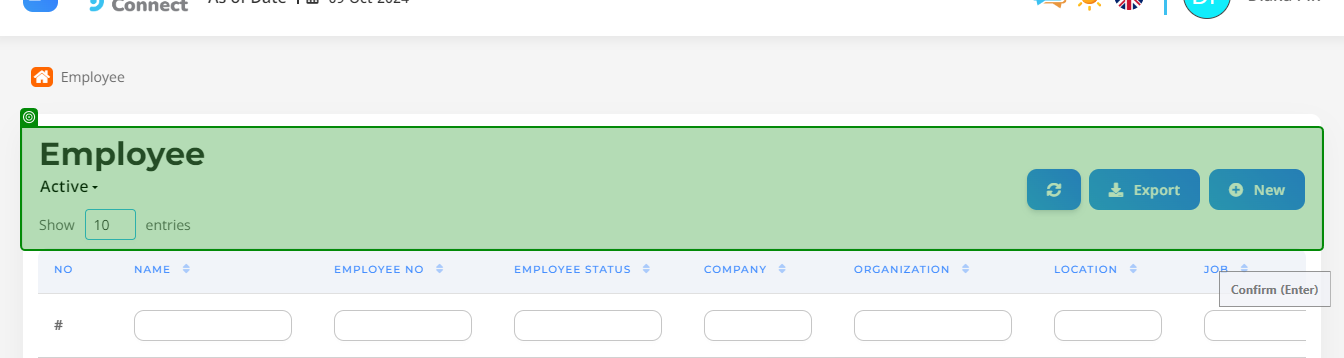 Connect As of Date 09 Oct 2024
Employee
Employee
Active
Export New
Show 10 entries
NO NAME EMPLOYEE NO EMPLOYEE STATUS COMPANY ORGANIZATION LOCATION JOB
Confirm (Enter)
#